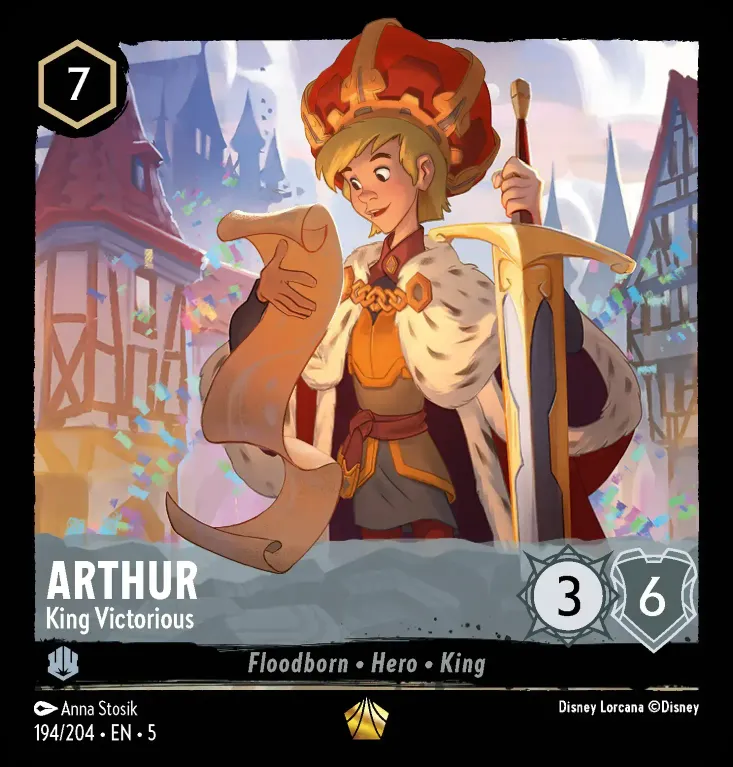 7
ARTHUR
King Victorious
3
6
Floodborn • Hero • King
Anna Stosik
Disney Lorcana ©Disney
194/204 • EN • 5